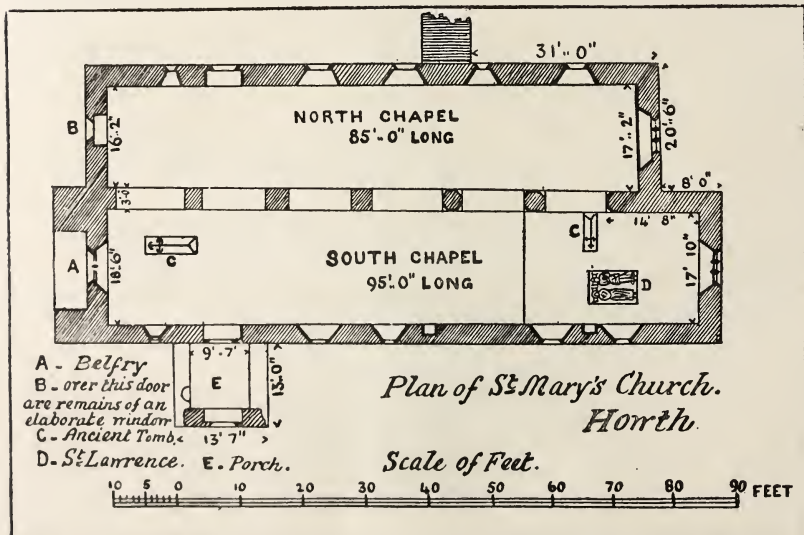 31'.. 0"
B
NORTH CHAPEL
85'.. 0" LONG
16'.. 2"
17'.. 2"
20'.. 6"
8'. 0"
3'. 0"
14' 8"
C
A
18'. 6"
C
SOUTH CHAPEL
95'. 0" LONG
17' 10"
D
9'. 7'
E
13'. 0"
13' 7"
A - Belfry
B - over this door
are remains of an
elaborate window
C - Ancient Tomb.
D - St Lawrence. E. Porch.
Plan of St Mary's Church.
Howth
Scale of Feet.
10 5 0 10 20 30 40 50 60 70 80 90 FEET